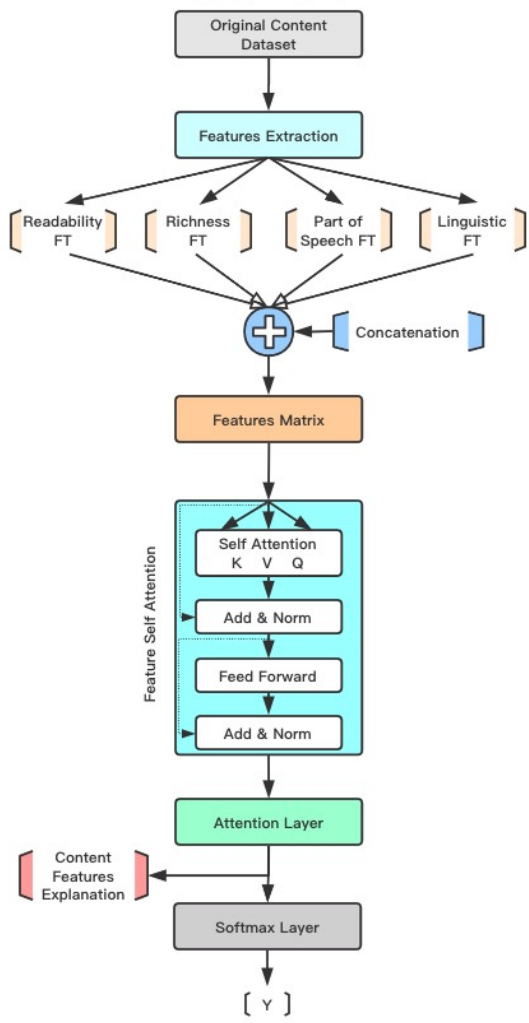 Original Content
Dataset
Features Extraction
Readability
FT
Richness
FT
Part of
Speech FT
Linguistic
FT
Concatenation
Features Matrix
Feature Self Attention
Self Attention
K V Q
Add & Norm
Feed Forward
Add & Norm
Attention Layer
Content
Features
Explanation
Softmax Layer
Y